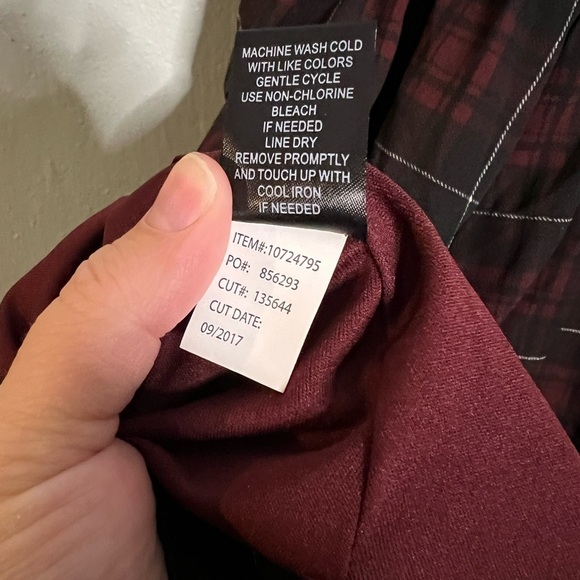 MACHINE WASH COLD
WITH LIKE COLORS
GENTLE CYCLE
USE NON-CHLORINE
BLEACH
IF NEEDED
LINE DRY
REMOVE PROMPTLY
AND TOUCH UP WITH
COOL IRON
IF NEEDED
ITEM#:10724795
PO#: 856293
CUT#: 135644
CUT DATE:
09/2017